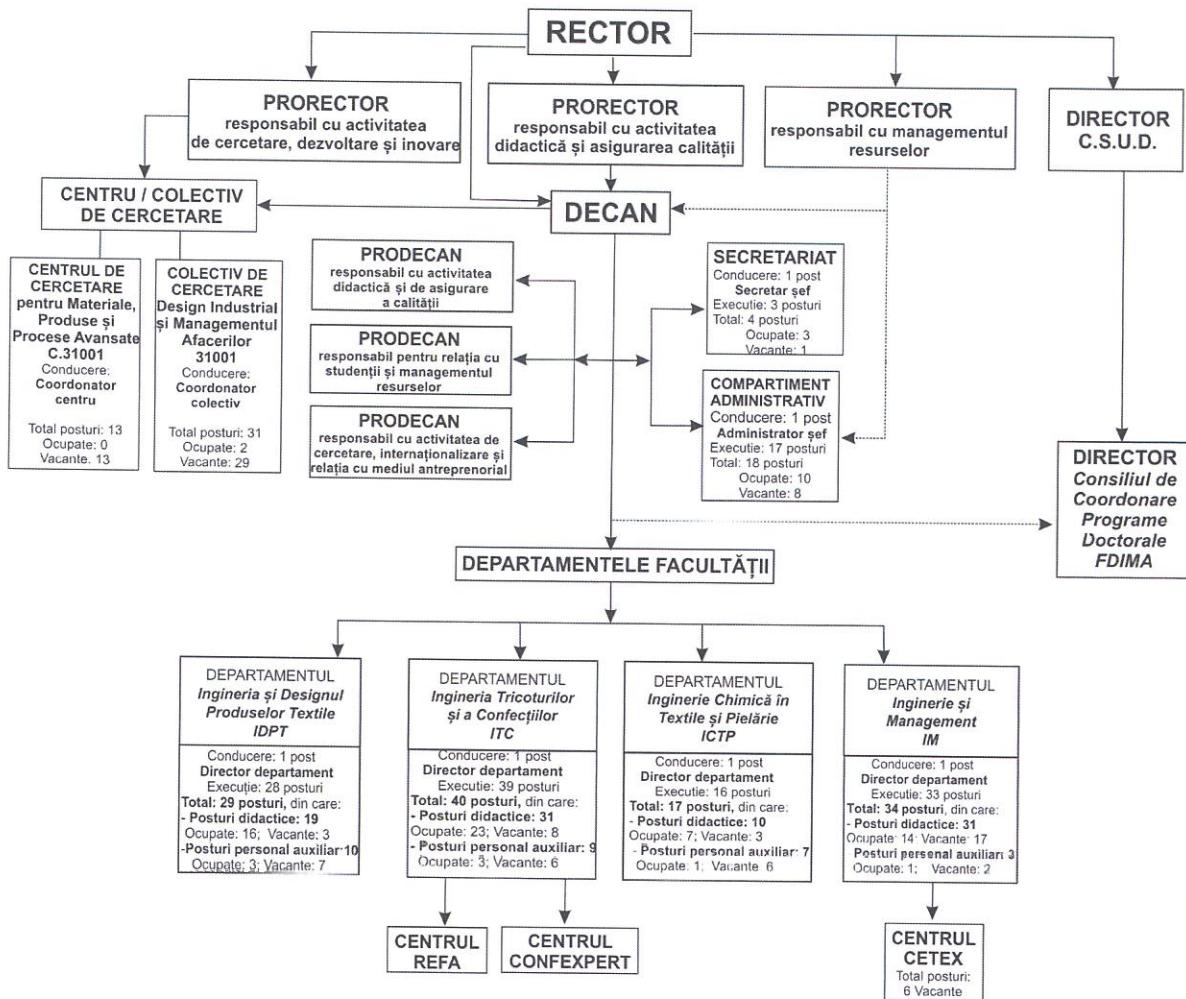 RECTOR
PRORECTOR
responsabil cu activitatea
de cercetare, dezvoltare și inovare
PRORECTOR
responsabil cu activitatea
didactică și asigurarea calității
PRORECTOR
responsabil cu managementul
resurselor
DIRECTOR
C.S.U.D.
CENTRU / COLECTIV
DE CERCETARE
DECAN
CENTRUL DE
CERCETARE
pentru Materiale,
Produse și
Procese Avansate
C.31001
Conducere:
Coordonator
centru
Total posturi: 13
Ocupate: 0
Vacante. 13
COLECTIV DE
CERCETARE
Design Industrial
și Managementul
Afacerilor
31001
Conducere:
Coordonator
colectiv
Total posturi: 31
Ocupate: 2
Vacante: 29
PRODECAN
responsabil cu activitatea
didactică și de asigurare
a calității
PRODECAN
responsabil pentru relația cu
studenții și managementul
resurselor
PRODECAN
responsabil cu activitatea de
cercetare, internaționalizare și
relația cu mediul antreprenorial
SECRETARIAT
Conducere: 1 post
Secretar șef
Executie: 3 posturi
Total: 4 posturi
Ocupate: 3
Vacante: 1
COMPARTIMENT
ADMINISTRATIV
Conducere: 1 post
Administrator șef
Executie: 17 posturi
Total: 18 posturi
Ocupate: 10
Vacante: 8
DIRECTOR
Consiliul de
Coordonare
Programe
Doctorale
FDIMA
DEPARTAMENTELE FACULTĂȚII
DEPARTAMENTUL
Ingineria și Designul
Produselor Textile
IDPT
Conducere: 1 post
Director departament
Execuție: 28 posturi
Total: 29 posturi, din care:
- Posturi didactice: 19
Ocupate: 16; Vacante: 3
-Posturi personal auxiliar:10
Ocupate: 3; Vacante: 7
DEPARTAMENTUL
Ingineria Tricoturilor
și a Confecțiilor
ITC
Conducere: 1 post
Director departament
Executie: 39 posturi
Total: 40 posturi, din care:
- Posturi didactice: 31
Ocupate: 23; Vacante: 8
- Posturi personal auxiliar: 9
Ocupate: 3; Vacante: 6
DEPARTAMENTUL
Inginerie Chimică în
Textile și Pielărie
ICTP
Conducere: 1 post
Director departament
Executie: 16 posturi
Total: 17 posturi, din care:
- Posturi didactice: 10
Ocupate: 7; Vacante: 3
- Posturi personal auxiliar: 7
Ocupate: 1; Vacante 6
DEPARTAMENTUL
Inginerie și
Management
IM
Conducere: 1 post
Director departament
Executie: 33 posturi
Total: 34 posturi, din care:
- Posturi didactice: 31
Ocupate: 14; Vacante: 17
Posturi personal auxiliar: 3
Ocupate: 1; Vacante: 2
CENTRUL
REFA
CENTRUL
CONFEXPERT
CENTRUL
CETEX
Total posturi:
6 Vacante